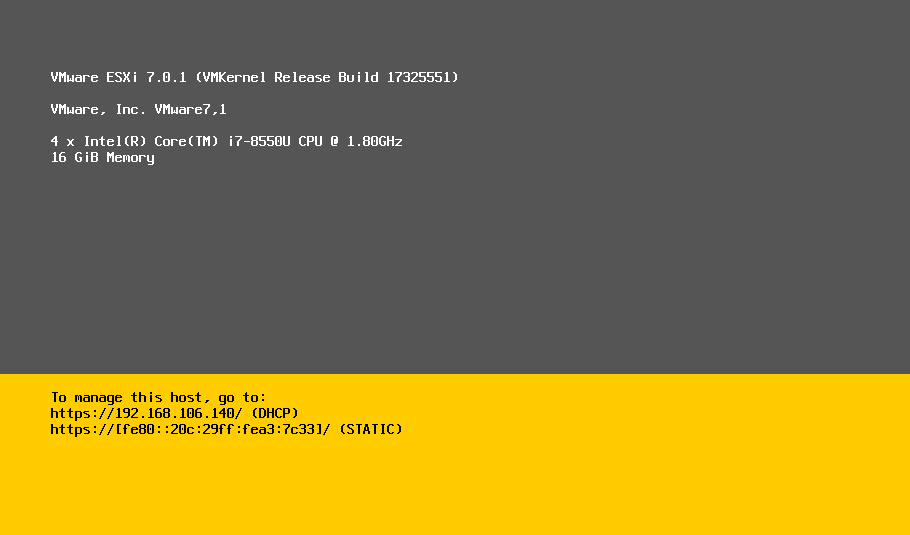 VMware ESXi 7.0.1 (VMKernel Release Build 17325551)
VMware, Inc. VMware7,1
4 x Intel(R) Core(TM) i7-8550U CPU @ 1.80GHz
16 GiB Memory
To manage this host, go to:
https://192.168.106.140/ (DHCP)
https://[fe80::20c:29ff:fea3:7c33]/ (STATIC)